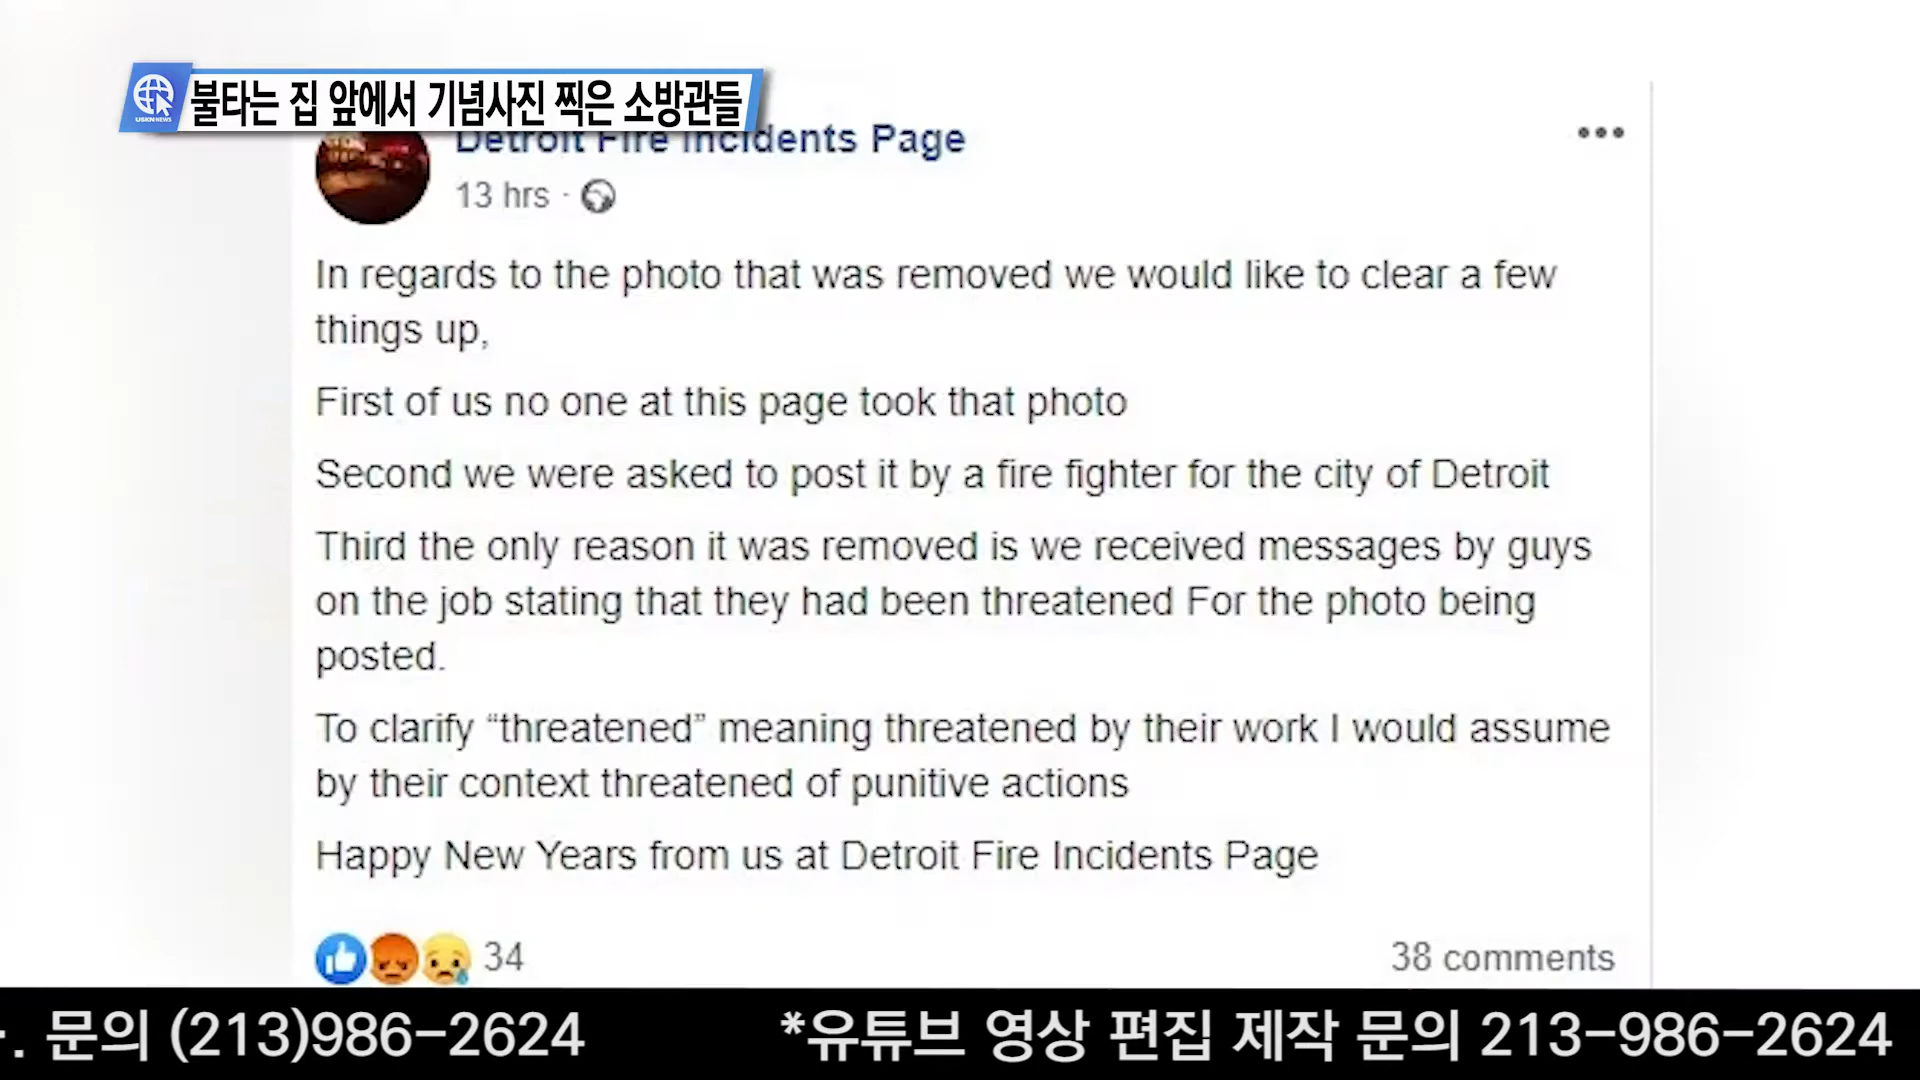 USKN NEWS
불타는 집 앞에서 기념사진 찍은 소방관들
Detroit Fire Incidents Page
13 hrs ·
In regards to the photo that was removed we would like to clear a few
things up,
First of us no one at this page took that photo
Second we were asked to post it by a fire fighter for the city of Detroit
Third the only reason it was removed is we received messages by guys
on the job stating that they had been threatened For the photo being
posted.
To clarify “threatened” meaning threatened by their work I would assume
by their context threatened of punitive actions
Happy New Years from us at Detroit Fire Incidents Page
34
38 comments
. 문의 (213)986-2624 *유튜브 영상 편집 제작 문의 213-986-2624